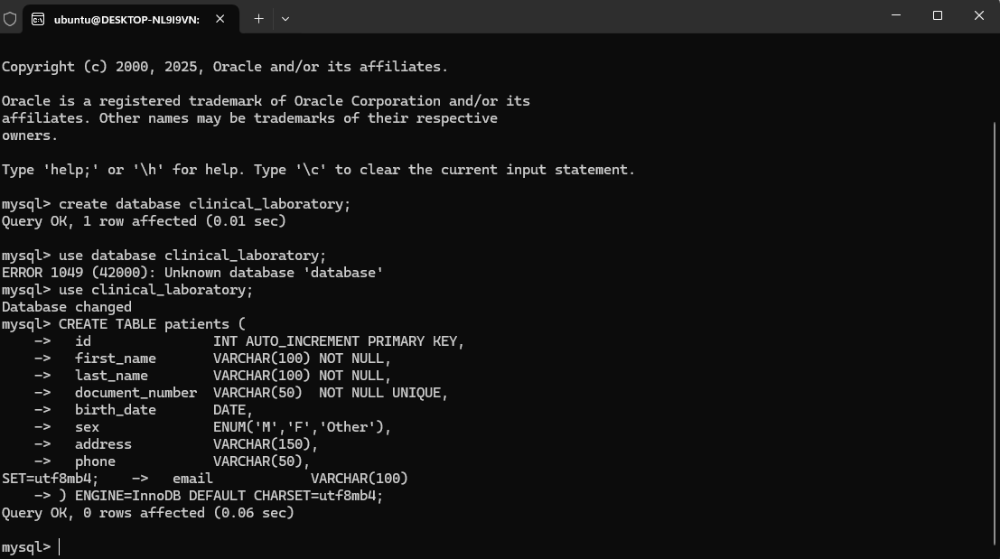 ubuntu@DESKTOP-NL9I9VN:
Copyright (c) 2000, 2025, Oracle and/or its affiliates.
Oracle is a registered trademark of Oracle Corporation and/or its
affiliates. Other names may be trademarks of their respective
owners.
Type 'help;' or '\h' for help. Type '\c' to clear the current input statement.
mysql> create database clinical_laboratory;
Query OK, 1 row affected (0.01 sec)
mysql> use database clinical_laboratory;
ERROR 1049 (42000): Unknown database 'database'
mysql> use clinical_laboratory;
Database changed
mysql> CREATE TABLE patients (
    ->   id               INT AUTO_INCREMENT PRIMARY KEY,
    ->   first_name       VARCHAR(100) NOT NULL,
    ->   last_name        VARCHAR(100) NOT NULL,
    ->   document_number  VARCHAR(50)  NOT NULL UNIQUE,
    ->   birth_date       DATE,
    ->   sex              ENUM('M','F','Other'),
    ->   address          VARCHAR(150),
    ->   phone            VARCHAR(50),
SET=utf8mb4;    ->   email            VARCHAR(100)
    -> ) ENGINE=InnoDB DEFAULT CHARSET=utf8mb4;
Query OK, 0 rows affected (0.06 sec)
mysql>